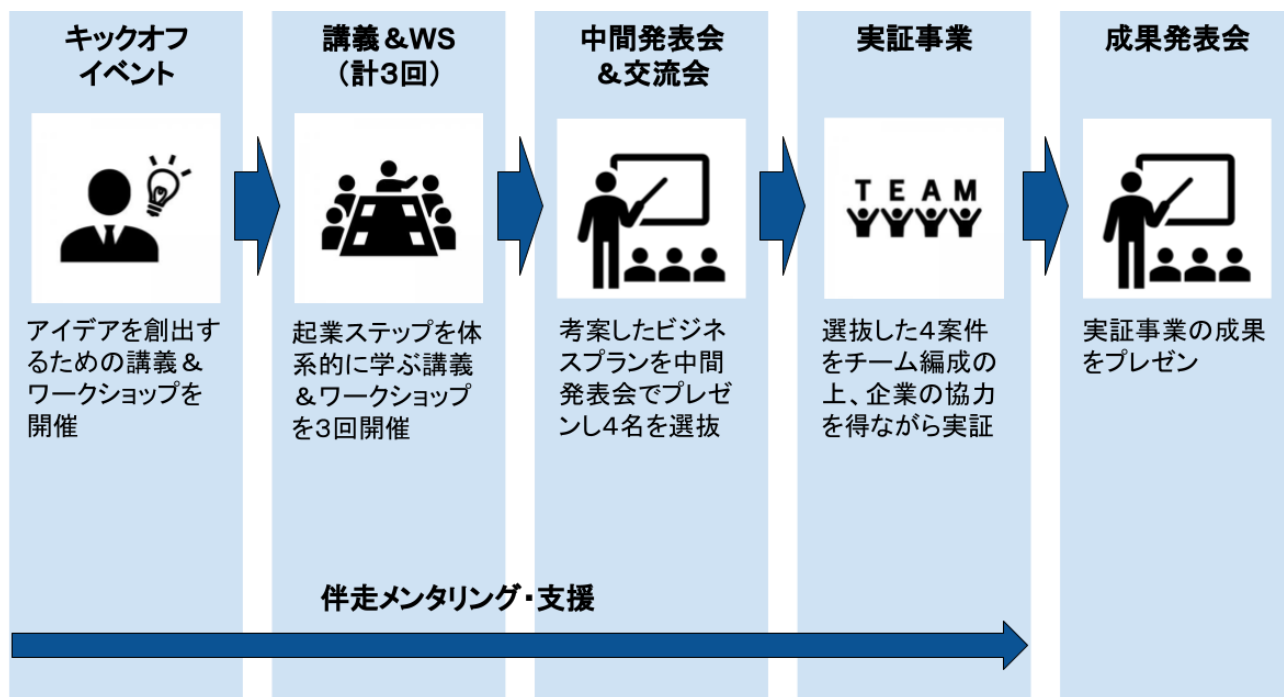 キックオフ
イベント
アイデアを創出す
るための講義＆
ワークショップを
開催
講義＆WS
（計３回）
起業ステップを体
系的に学ぶ講義
＆ワークショップ
を３回開催
中間発表会
＆交流会
考案したビジネ
スプランを中間
発表会でプレゼ
ンし４名を選抜
実証事業
TEAM
選抜した４案件
をチーム編成の
上、企業の協力
を得ながら実証
成果発表会
実証事業の成果
をプレゼン
伴走メンタリング・支援